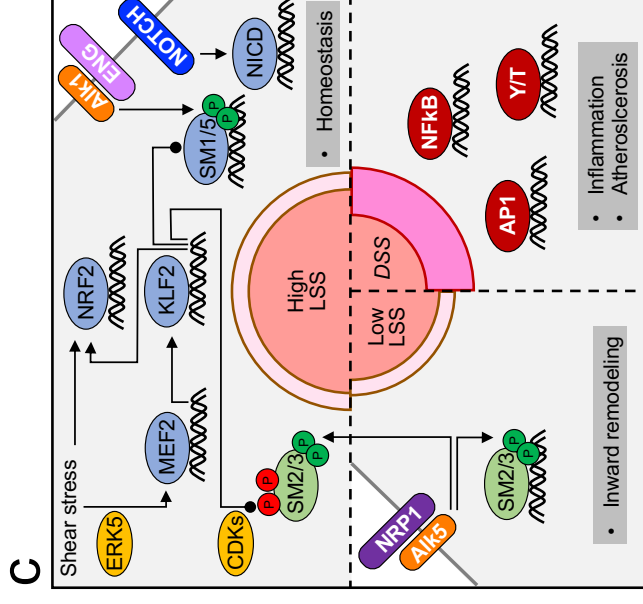 C
Shear stress
ERK5
MEF2
NRF2
KLF2
CDKs
P
P
SM2/3
P
P
Alk1
ENG
NOTCH
NICD
SM1/5
P
P
• Homeostasis
High
LSS
Low
LSS
DSS
NRP1
Alk5
SM2/3
P
P
• Inward remodeling
NFkB
AP1
Y/T
• Inflammation
• Atheroslcerosis